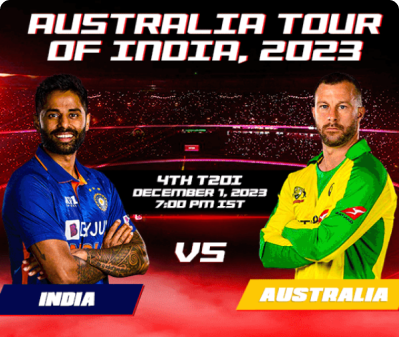 AUSTRALIA TOUR
OF INDIA, 2023
4TH T20I
DECEMBER 1, 2023
7:00 PM IST
VS
INDIA
AUSTRALIA